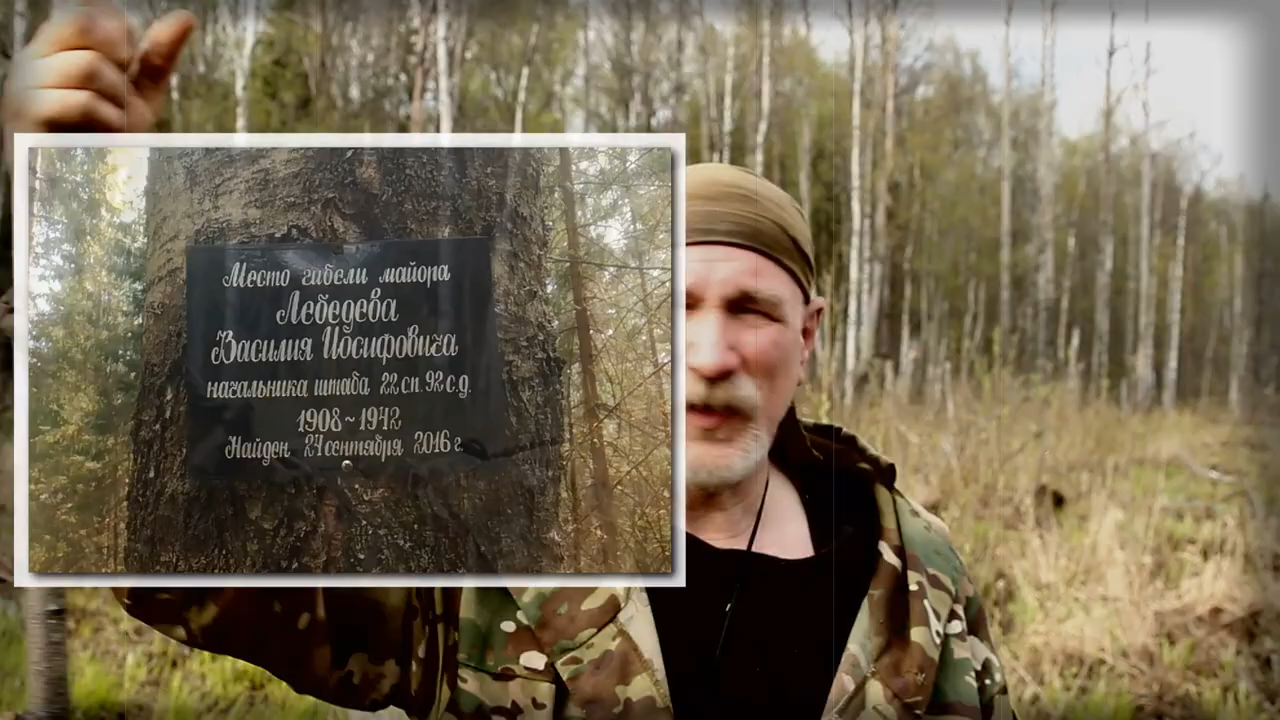 Место гибели майора
Лебедева
Василия Иосифовича
начальника штаба 22 сп. 92 с.д.
1908 ~ 1942
Найден 24 сентября 2016 г.